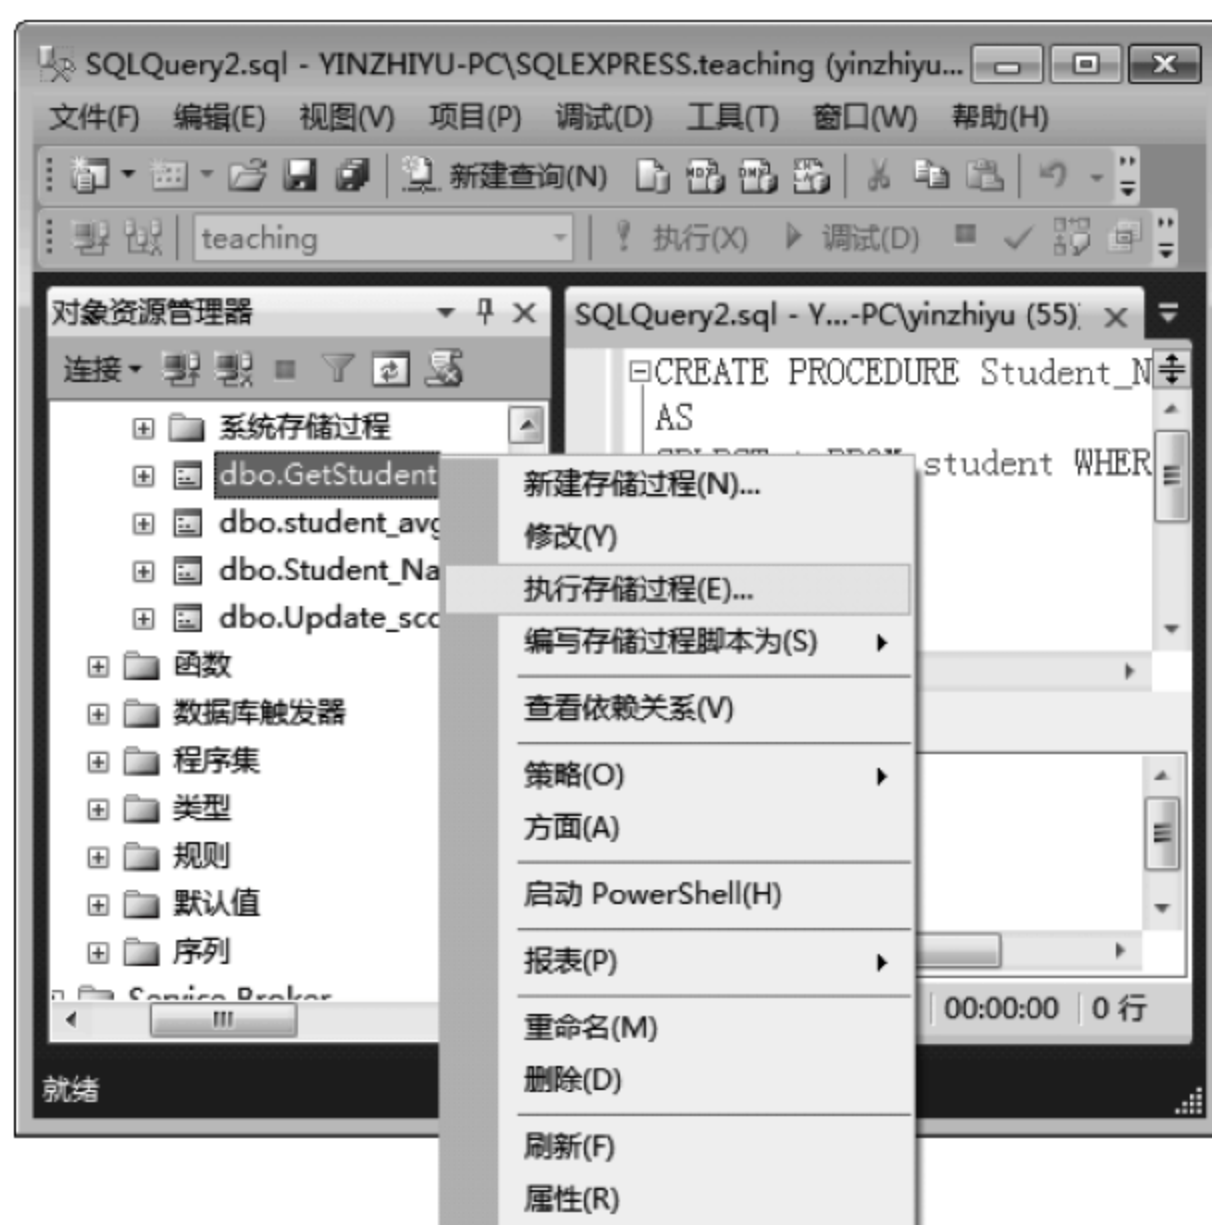 SQLQuery2.sql - YINZHIYU-PC\SQLEXPRESS.teaching (yinzhiyu...
文件(F) 编辑(E) 视图(V) 项目(P) 调试(D) 工具(T) 窗口(W) 帮助(H)
新建查询(N)
teaching 执行(X) 调试(D)
对象资源管理器
连接
系统存储过程
dbo.GetStudent
dbo.student_avg
dbo.Student_Na
dbo.Update_sco
函数
数据库触发器
程序集
类型
规则
默认值
序列
Service Broker
SQLQuery2.sql - Y...-PC\yinzhiyu (55)
CREATE PROCEDURE Student_N
AS
SELECT * FROM student WHER
新建存储过程(N)...
修改(Y)
执行存储过程(E)...
编写存储过程脚本为(S)
查看依赖关系(V)
策略(O)
方面(A)
启动 PowerShell(H)
报表(P)
重命名(M)
删除(D)
刷新(F)
属性(R)
00:00:00 0 行
就绪